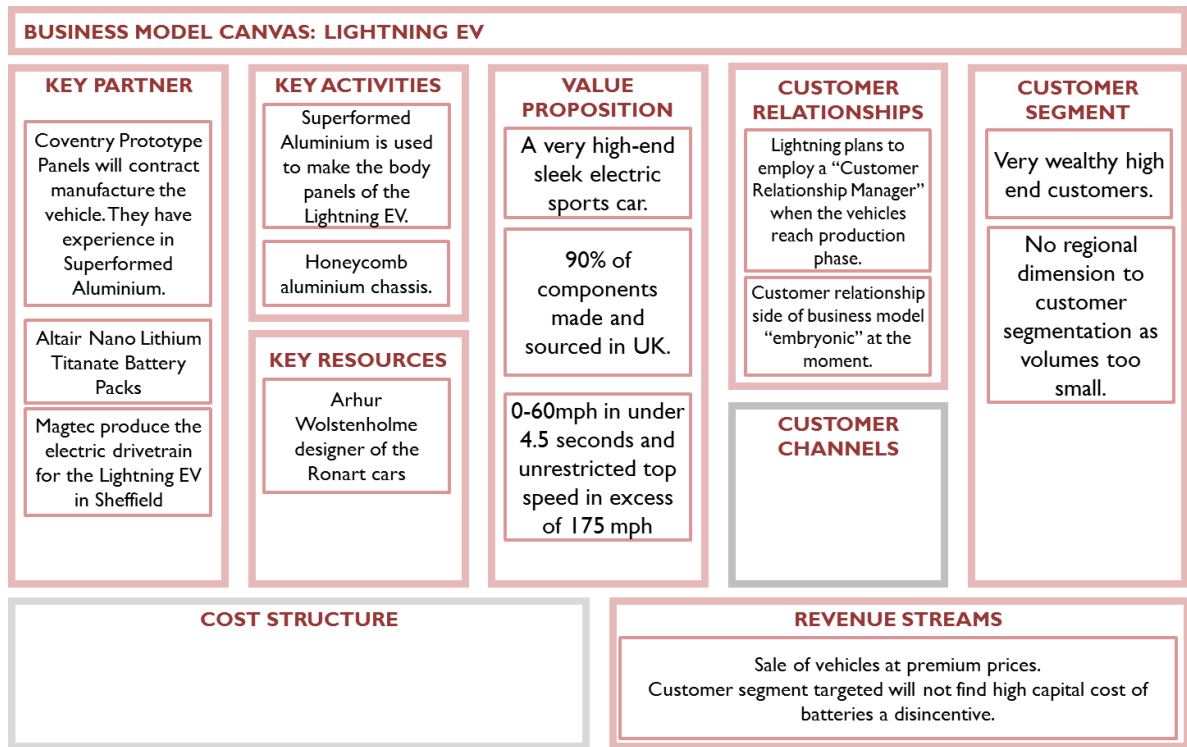 BUSINESS MODEL CANVAS: LIGHTNING EV
KEY PARTNER
Coventry Prototype
Panels will contract
manufacture the
vehicle. They have
experience in
Superformed
Aluminium.
Altair Nano Lithium
Titanate Battery
Packs
Magtec produce the
electric drivetrain
for the Lightning EV
in Sheffield
KEY ACTIVITIES
Superformed
Aluminium is used
to make the body
panels of the
Lightning EV.
Honeycomb
aluminium chassis.
KEY RESOURCES
Arhur
Wolstenholme
designer of the
Ronart cars
VALUE
PROPOSITION
A very high-end
sleek electric
sports car.
90% of
components
made and
sourced in UK.
0-60mph in under
4.5 seconds and
unrestricted top
speed in excess
of 175 mph
CUSTOMER
RELATIONSHIPS
Lightning plans to
employ a “Customer
Relationship Manager”
when the vehicles
reach production
phase.
Customer relationship
side of business model
“embryonic” at the
moment.
CUSTOMER
CHANNELS
CUSTOMER
SEGMENT
Very wealthy high
end customers.
No regional
dimension to
customer
segmentation as
volumes too
small.
COST STRUCTURE
REVENUE STREAMS
Sale of vehicles at premium prices.
Customer segment targeted will not find high capital cost of
batteries a disincentive.